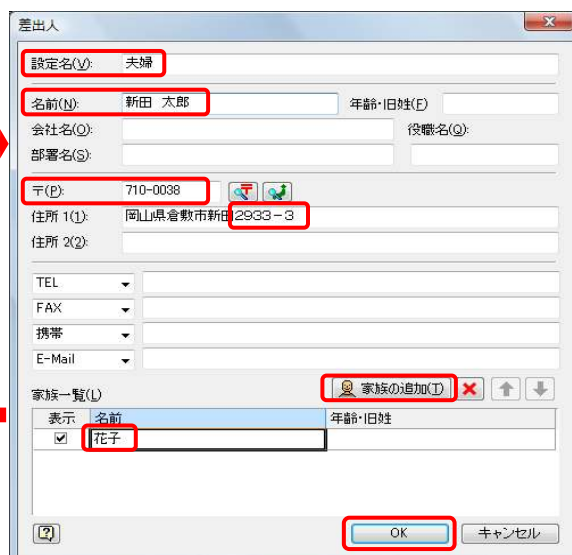 差出人
設定名(V): 夫婦
名前(N): 新田 太郎 年齢・旧姓(F)
会社名(O): 役職名(Q):
部署名(S):
〒(P): 710-0038 〒
住所 1(1): 岡山県倉敷市新田2933-3
住所 2(2):
TEL
FAX
携帯
E-Mail
家族一覧(L) 家族の追加(T)
表示 名前 年齢・旧姓
花子
OK キャンセル